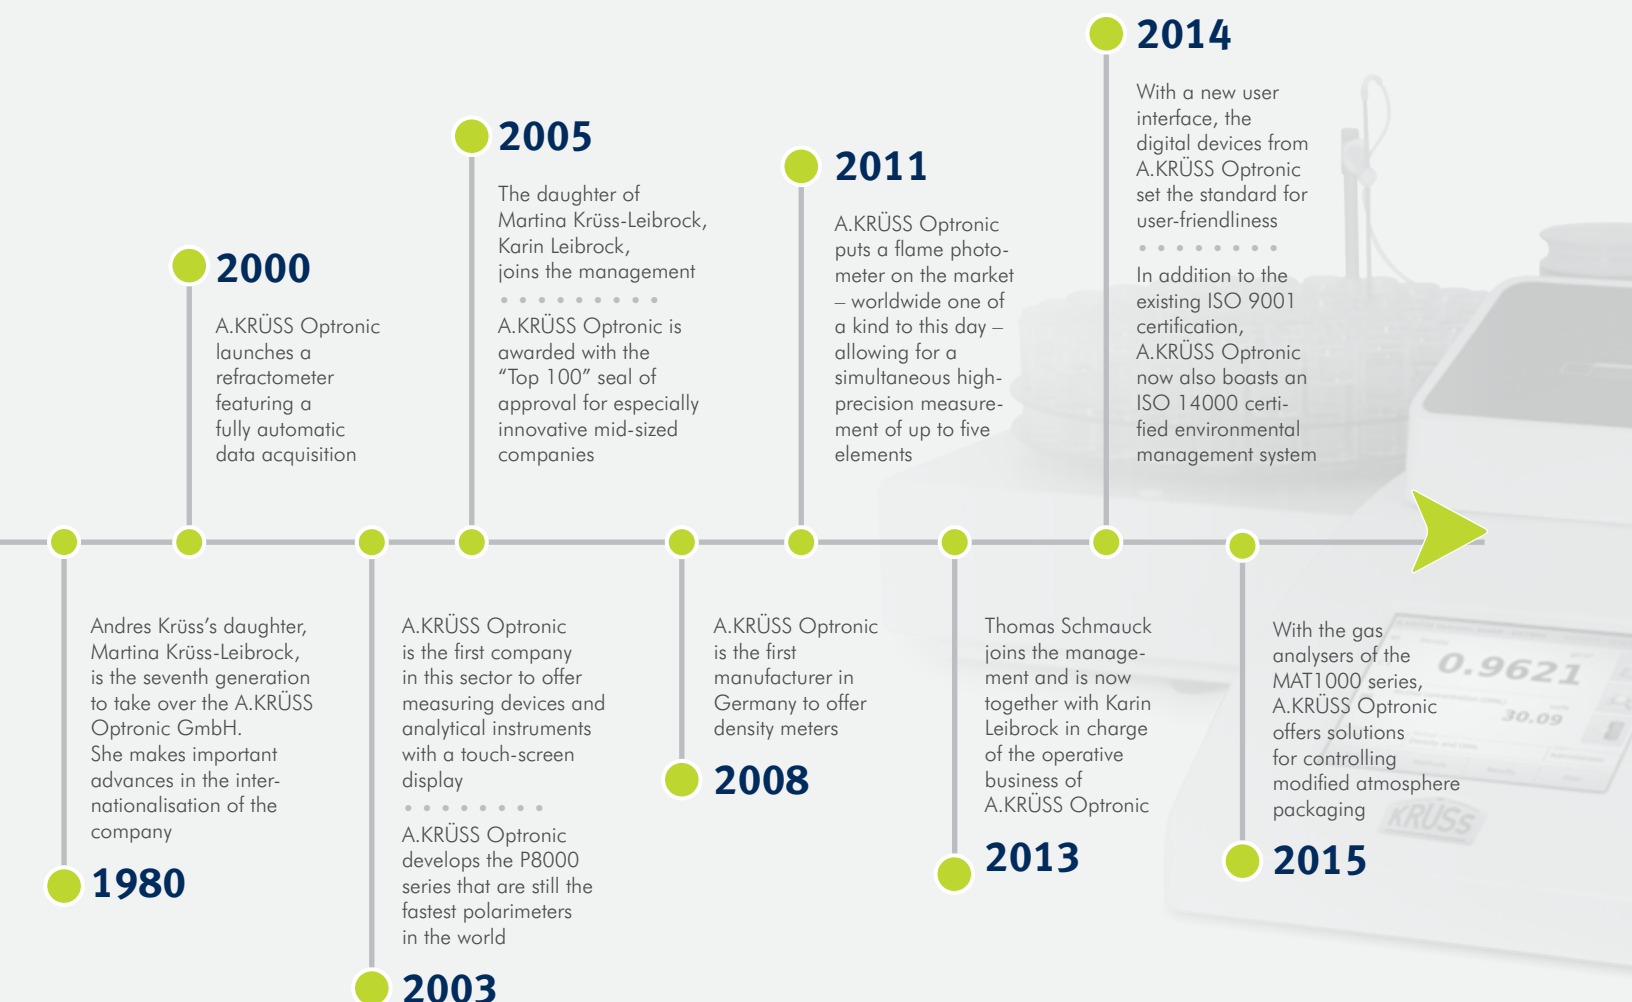 2014
With a new user
interface, the
digital devices from
A.KRÜSS Optronic
set the standard for
user-friendliness
In addition to the
existing ISO 9001
certification,
A.KRÜSS Optronic
now also boasts an
ISO 14000 certi-
fied environmental
management system
2005
The daughter of
Martina Krüss-Leibrock,
Karin Leibrock,
joins the management
A.KRÜSS Optronic is
awarded with the
“Top 100” seal of
approval for especially
innovative mid-sized
companies
2011
A.KRÜSS Optronic
puts a flame photo-
meter on the market
– worldwide one of
a kind to this day –
allowing for a
simultaneous high-
precision measure-
ment of up to five
elements
2000
A.KRÜSS Optronic
launches a
refractometer
featuring a
fully automatic
data acquisition
Andres Krüss’s daughter,
Martina Krüss-Leibrock,
is the seventh generation
to take over the A.KRÜSS
Optronic GmbH.
She makes important
advances in the inter-
nationalisation of the
company
1980
A.KRÜSS Optronic
is the first company
in this sector to offer
measuring devices and
analytical instruments
with a touch-screen
display
A.KRÜSS Optronic
develops the P8000
series that are still the
fastest polarimeters
in the world
2003
A.KRÜSS Optronic
is the first
manufacturer in
Germany to offer
density meters
2008
Thomas Schmauck
joins the manage-
ment and is now
together with Karin
Leibrock in charge
of the operative
business of
A.KRÜSS Optronic
2013
With the gas
analysers of the
MAT1000 series,
A.KRÜSS Optronic
offers solutions
for controlling
modified atmosphere
packaging
2015
0.9621
30.09
KRÜSS